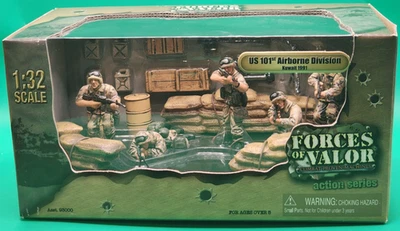 1:32
SCALE
US 101st Airborne Division
Kuwait 1991
FORCES
OF VALOR
action series
WARNING: CHOKING HAZARD
Small Parts. Not for Children under 3 years
FOR AGES OVER 8